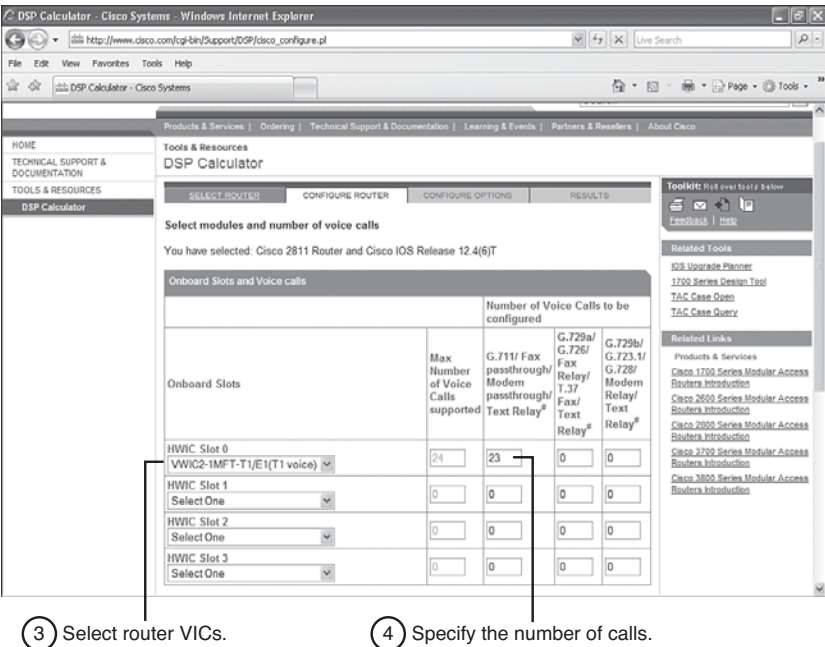 DSP Calculator - Cisco Systems - Windows Internet Explorer
http://www.cisco.com/cgi-bin/Support/DSP/cisco_configure.pl
Live Search
File Edit View Favorites Tools Help
DSP Calculator - Cisco Systems
Page Tools
Products & Services | Ordering | Technical Support & Documentation | Learning & Events | Partners & Resellers | About Cisco
HOME
TECHNICAL SUPPORT & DOCUMENTATION
TOOLS & RESOURCES
DSP Calculator
Tools & Resources
DSP Calculator
SELECT ROUTER CONFIGURE ROUTER CONFIGURE OPTIONS RESULTS
Select modules and number of voice calls
You have selected: Cisco 2811 Router and Cisco IOS Release 12.4(6)T
Onboard Slots and Voice calls
Number of Voice Calls to be configured
Onboard Slots
Max Number of Voice Calls supported
G.711/ Fax passthrough/ Modem passthrough/ Text Relay#
G.729a/ G.726/ Fax Relay/ T.37 Fax/ Text Relay#
G.729b/ G.723.1/ G.728/ Modem Relay/ Text Relay#
HWIC Slot 0
VWIC2-1MFT-T1/E1(T1 voice) 24 23 0 0
HWIC Slot 1
Select One 0 0 0 0
HWIC Slot 2
Select One 0 0 0 0
HWIC Slot 3
Select One 0 0 0 0
Toolkit: Roll over tools below
Feedback | Help
Related Tools
IOS Upgrade Planner
1700 Series Design Tool
TAC Case Open
TAC Case Query
Related Links
Products & Services
Cisco 1700 Series Modular Access Routers Introduction
Cisco 2600 Series Modular Access Routers Introduction
Cisco 2800 Series Modular Access Routers Introduction
Cisco 3700 Series Modular Access Routers Introduction
Cisco 3800 Series Modular Access Routers Introduction
3 Select router VICs.
4 Specify the number of calls.